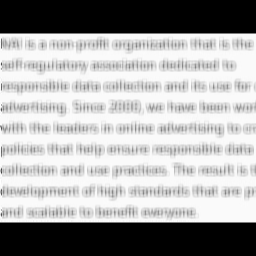 NAI is a non-profit organization that is the
self-regulatory association dedicated to
responsible data collection and its use for
advertising. Since 2000, we have been
with the leaders in online advertising to
policies that help ensure responsible data
collection and use practices. The result is
development of high standards that are
and scalable to benefit everyone.